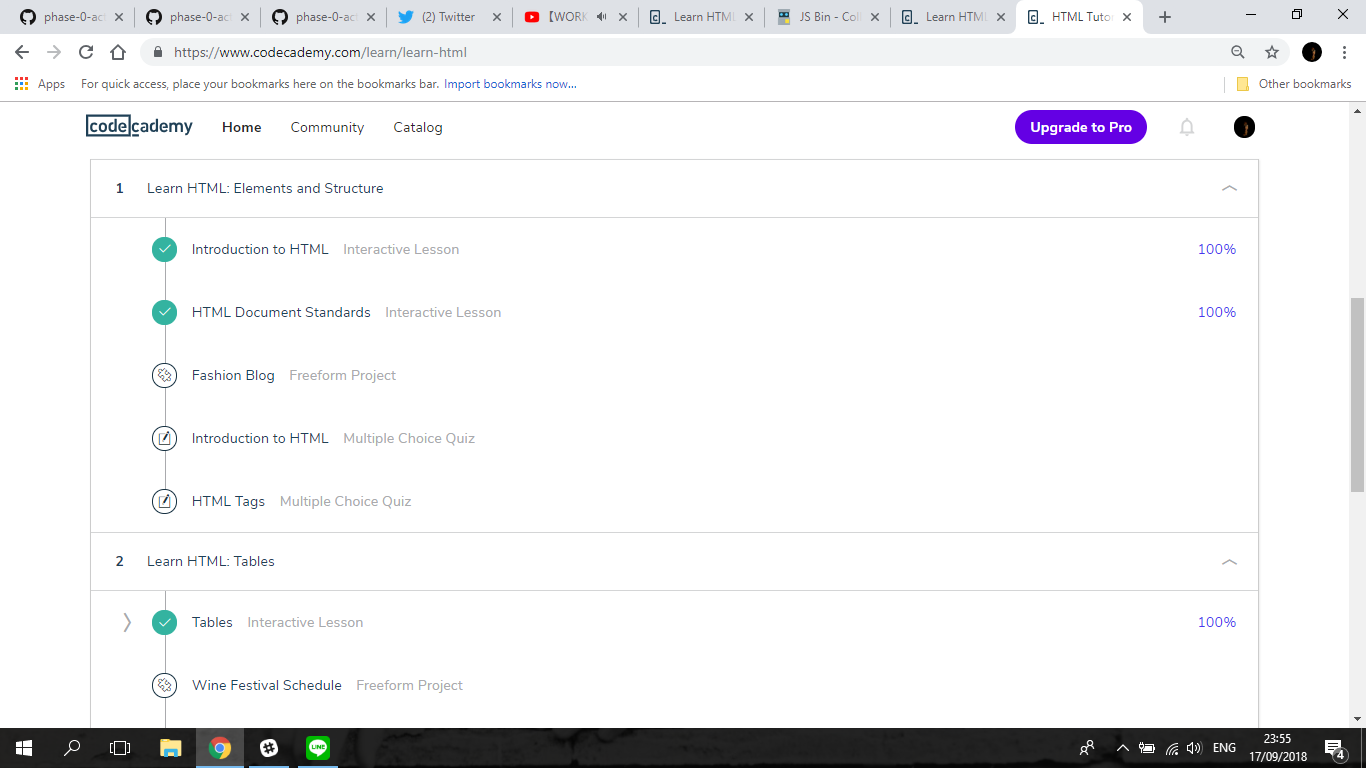 phase-0-act phase-0-act phase-0-act (2) Twitter 【WORK Learn HTML JS Bin - Coll Learn HTML HTML Tutor
https://www.codecademy.com/learn/learn-html
Apps For quick access, place your bookmarks here on the bookmarks bar. Import bookmarks now... Other bookmarks
codecademy Home Community Catalog Upgrade to Pro
1 Learn HTML: Elements and Structure
Introduction to HTML Interactive Lesson 100%
HTML Document Standards Interactive Lesson 100%
Fashion Blog Freeform Project
Introduction to HTML Multiple Choice Quiz
HTML Tags Multiple Choice Quiz
2 Learn HTML: Tables
Tables Interactive Lesson 100%
Wine Festival Schedule Freeform Project
LINE
ENG
23:55
17/09/2018
4